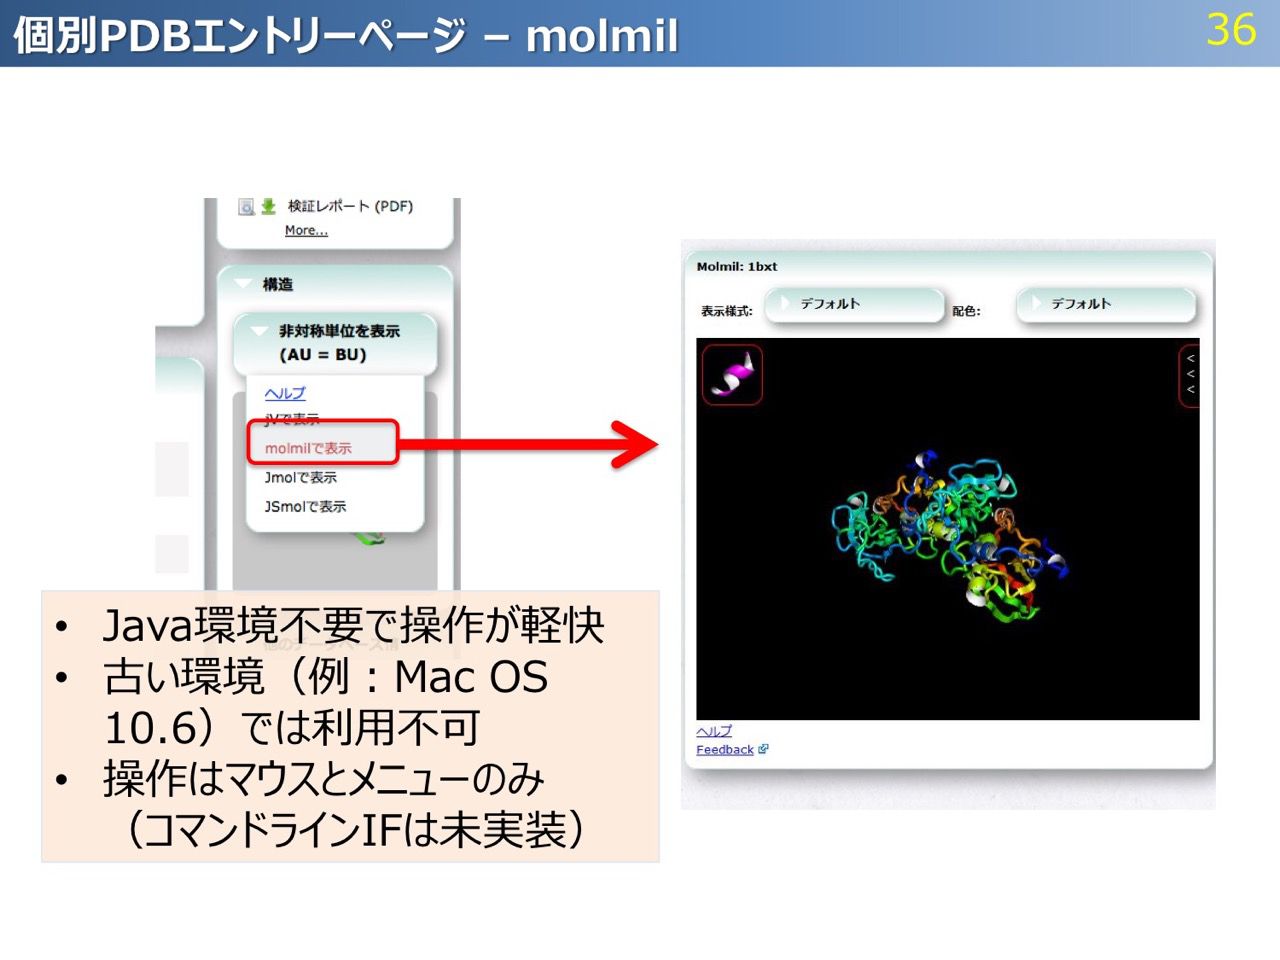 個別PDBエントリーページ – molmil
36
検証レポート (PDF)
More...
構造
非対称単位を表示
(AU = BU)
ヘルプ
jVで表示
molmilで表示
Jmolで表示
JSmolで表示
Molmil: 1bxt
表示様式:
デフォルト
配色:
デフォルト
<
<
<
ヘルプ
Feedback
• Java環境不要で操作が軽快
• 古い環境（例：Mac OS
10.6）では利用不可
• 操作はマウスとメニューのみ
（コマンドラインIFは未実装）